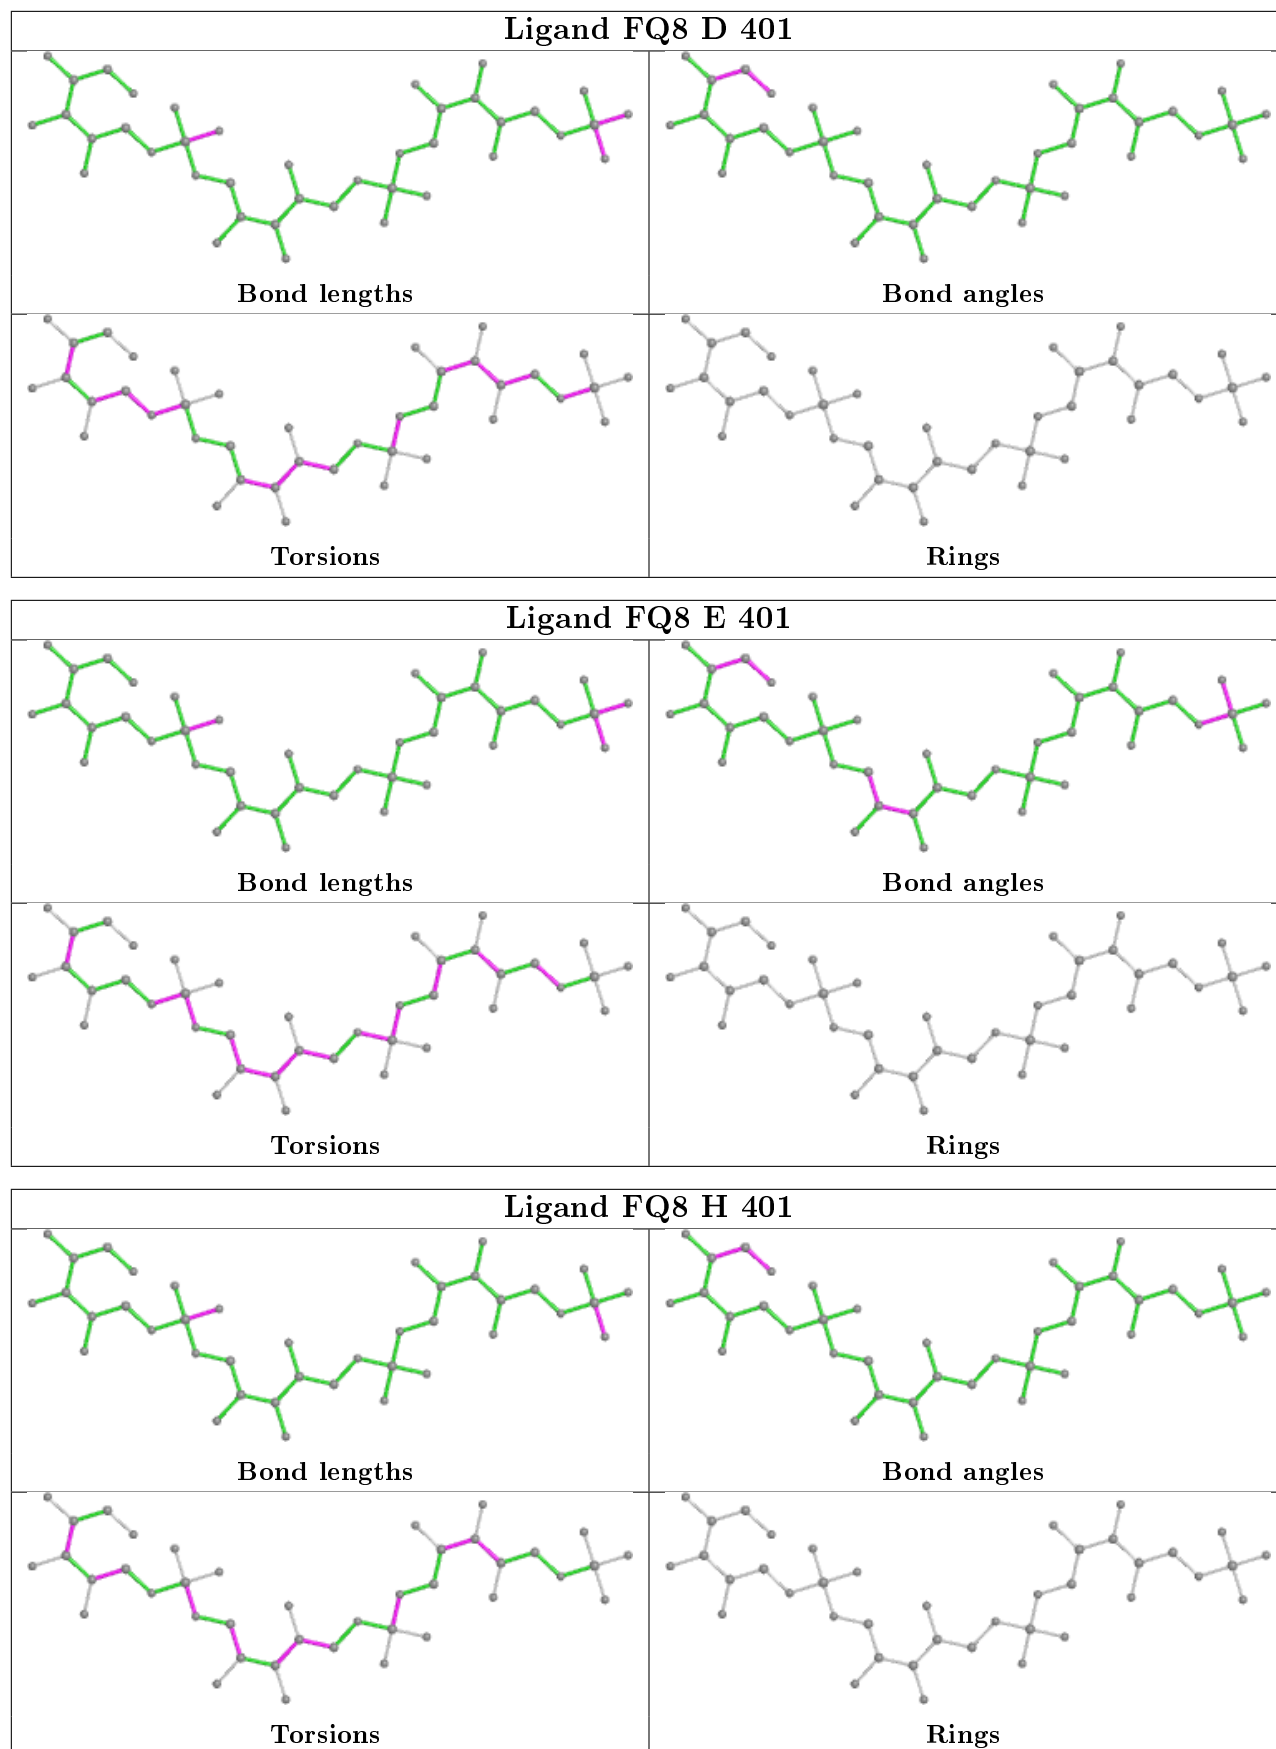 Ligand FQ8 D 401
Bond lengths
Bond angles
Torsions
Rings
Ligand FQ8 E 401
Bond lengths
Bond angles
Torsions
Rings
Ligand FQ8 H 401
Bond lengths
Bond angles
Torsions
Rings